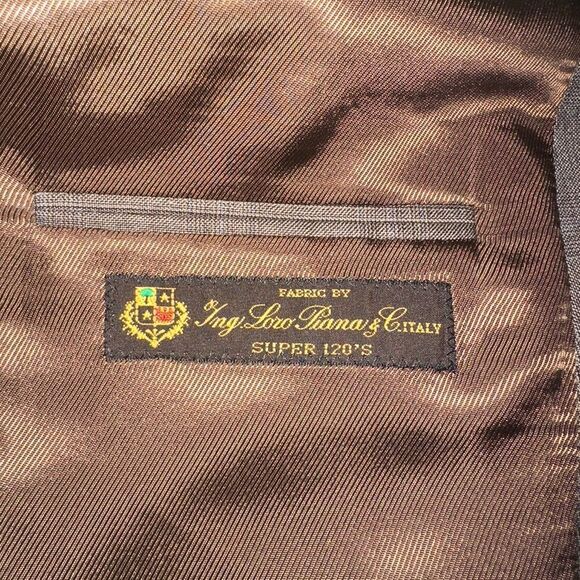 FABRIC BY
Ing. Loro Piana & C. ITALY
SUPER 120'S